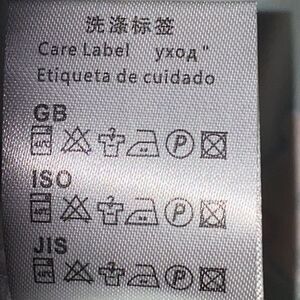 洗涤标签
Care Label уход"
Etiqueta de cuidado
GB
P
ISO
P
JIS
P